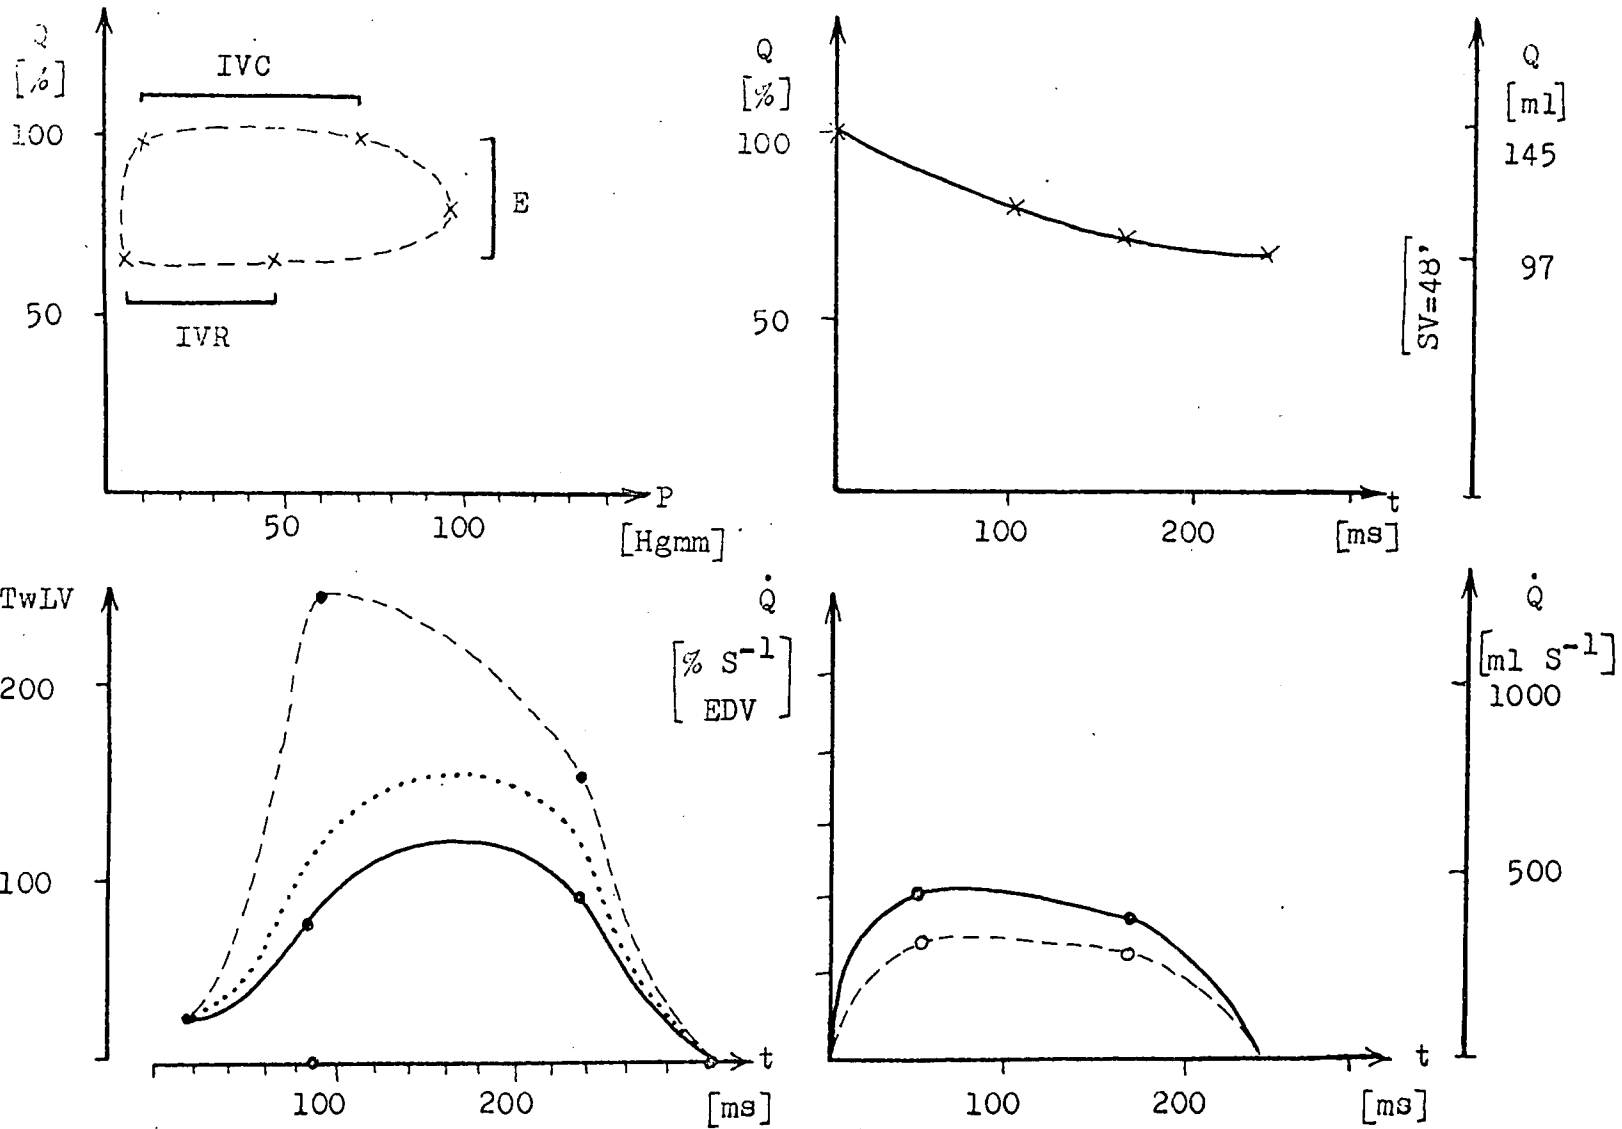 Q
[%]
IVC
100
E
50
IVR
50
100
P
[Hgmm]
Q
[%]
100
50
100
200
t
[ms]
Q
[ml]
145
97
[SV=48'
TwLV
200
100
100
200
t
[ms]
Q̇
[% S⁻¹]
[EDV]
100
200
t
[ms]
Q̇
[ml S⁻¹]
1000
500